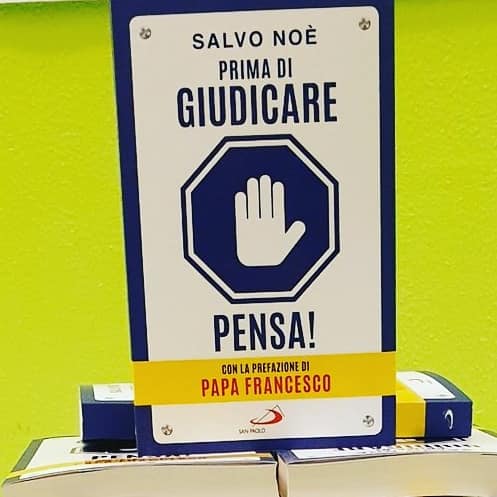 SALVO NOÈ
PRIMA DI
GIUDICARE
PENSA!
CON LA PREFAZIONE DI
PAPA FRANCESCO
SAN PAOLO